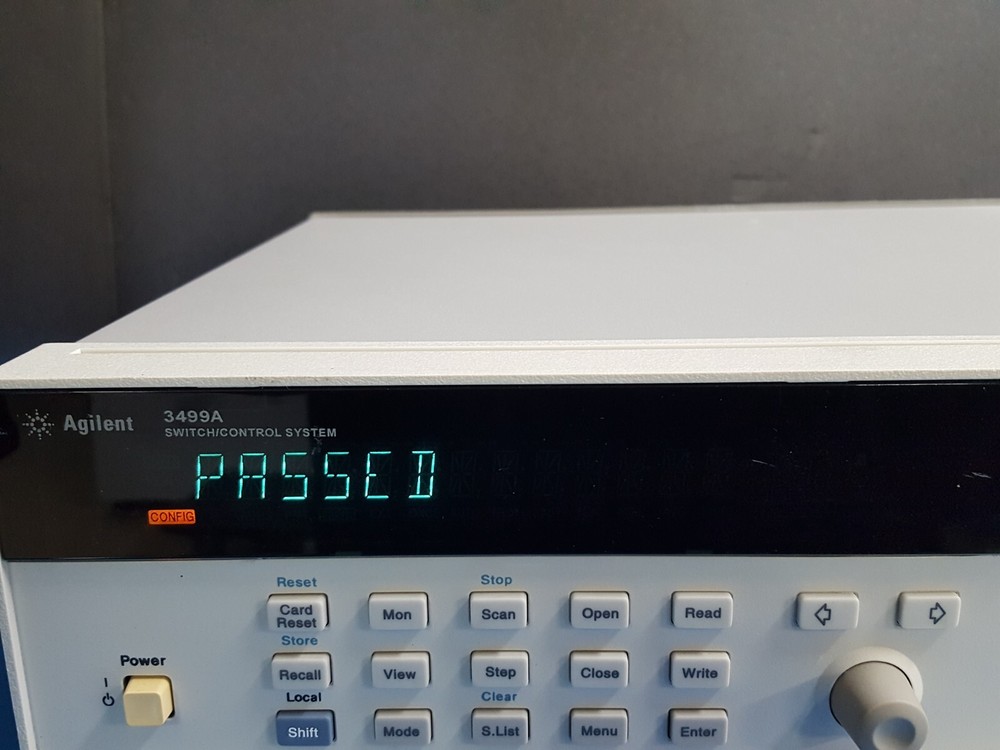 Agilent 3499A
SWITCH/CONTROL SYSTEM
PASSED
CONFIG
Reset Stop
Card Reset Mon Scan Open Read
Store
Power Recall View Step Close Write
Local Clear
Shift Mode S.List Menu Enter